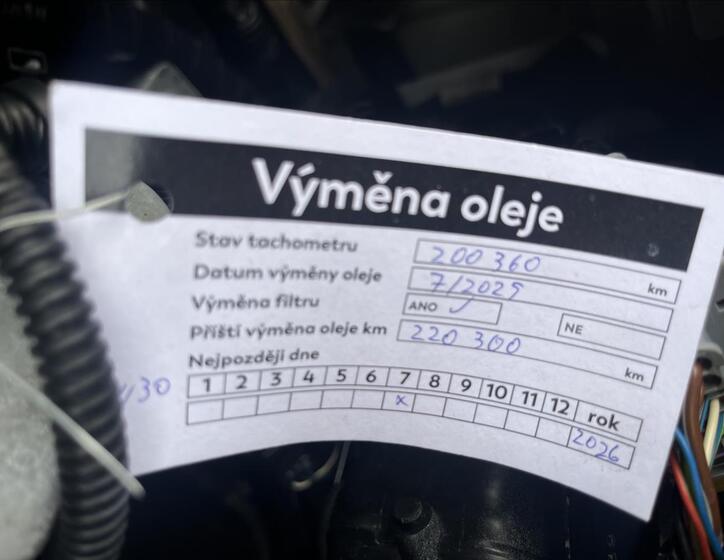 Výměna oleje
Stav tachometru 200 360 km
Datum výměny oleje 7/2025
Výměna filtru ANO ✓ NE
Příští výměna oleje km 220 300 km
Nejpozději dne
1 2 3 4 5 6 7 8 9 10 11 12 rok
x 2026